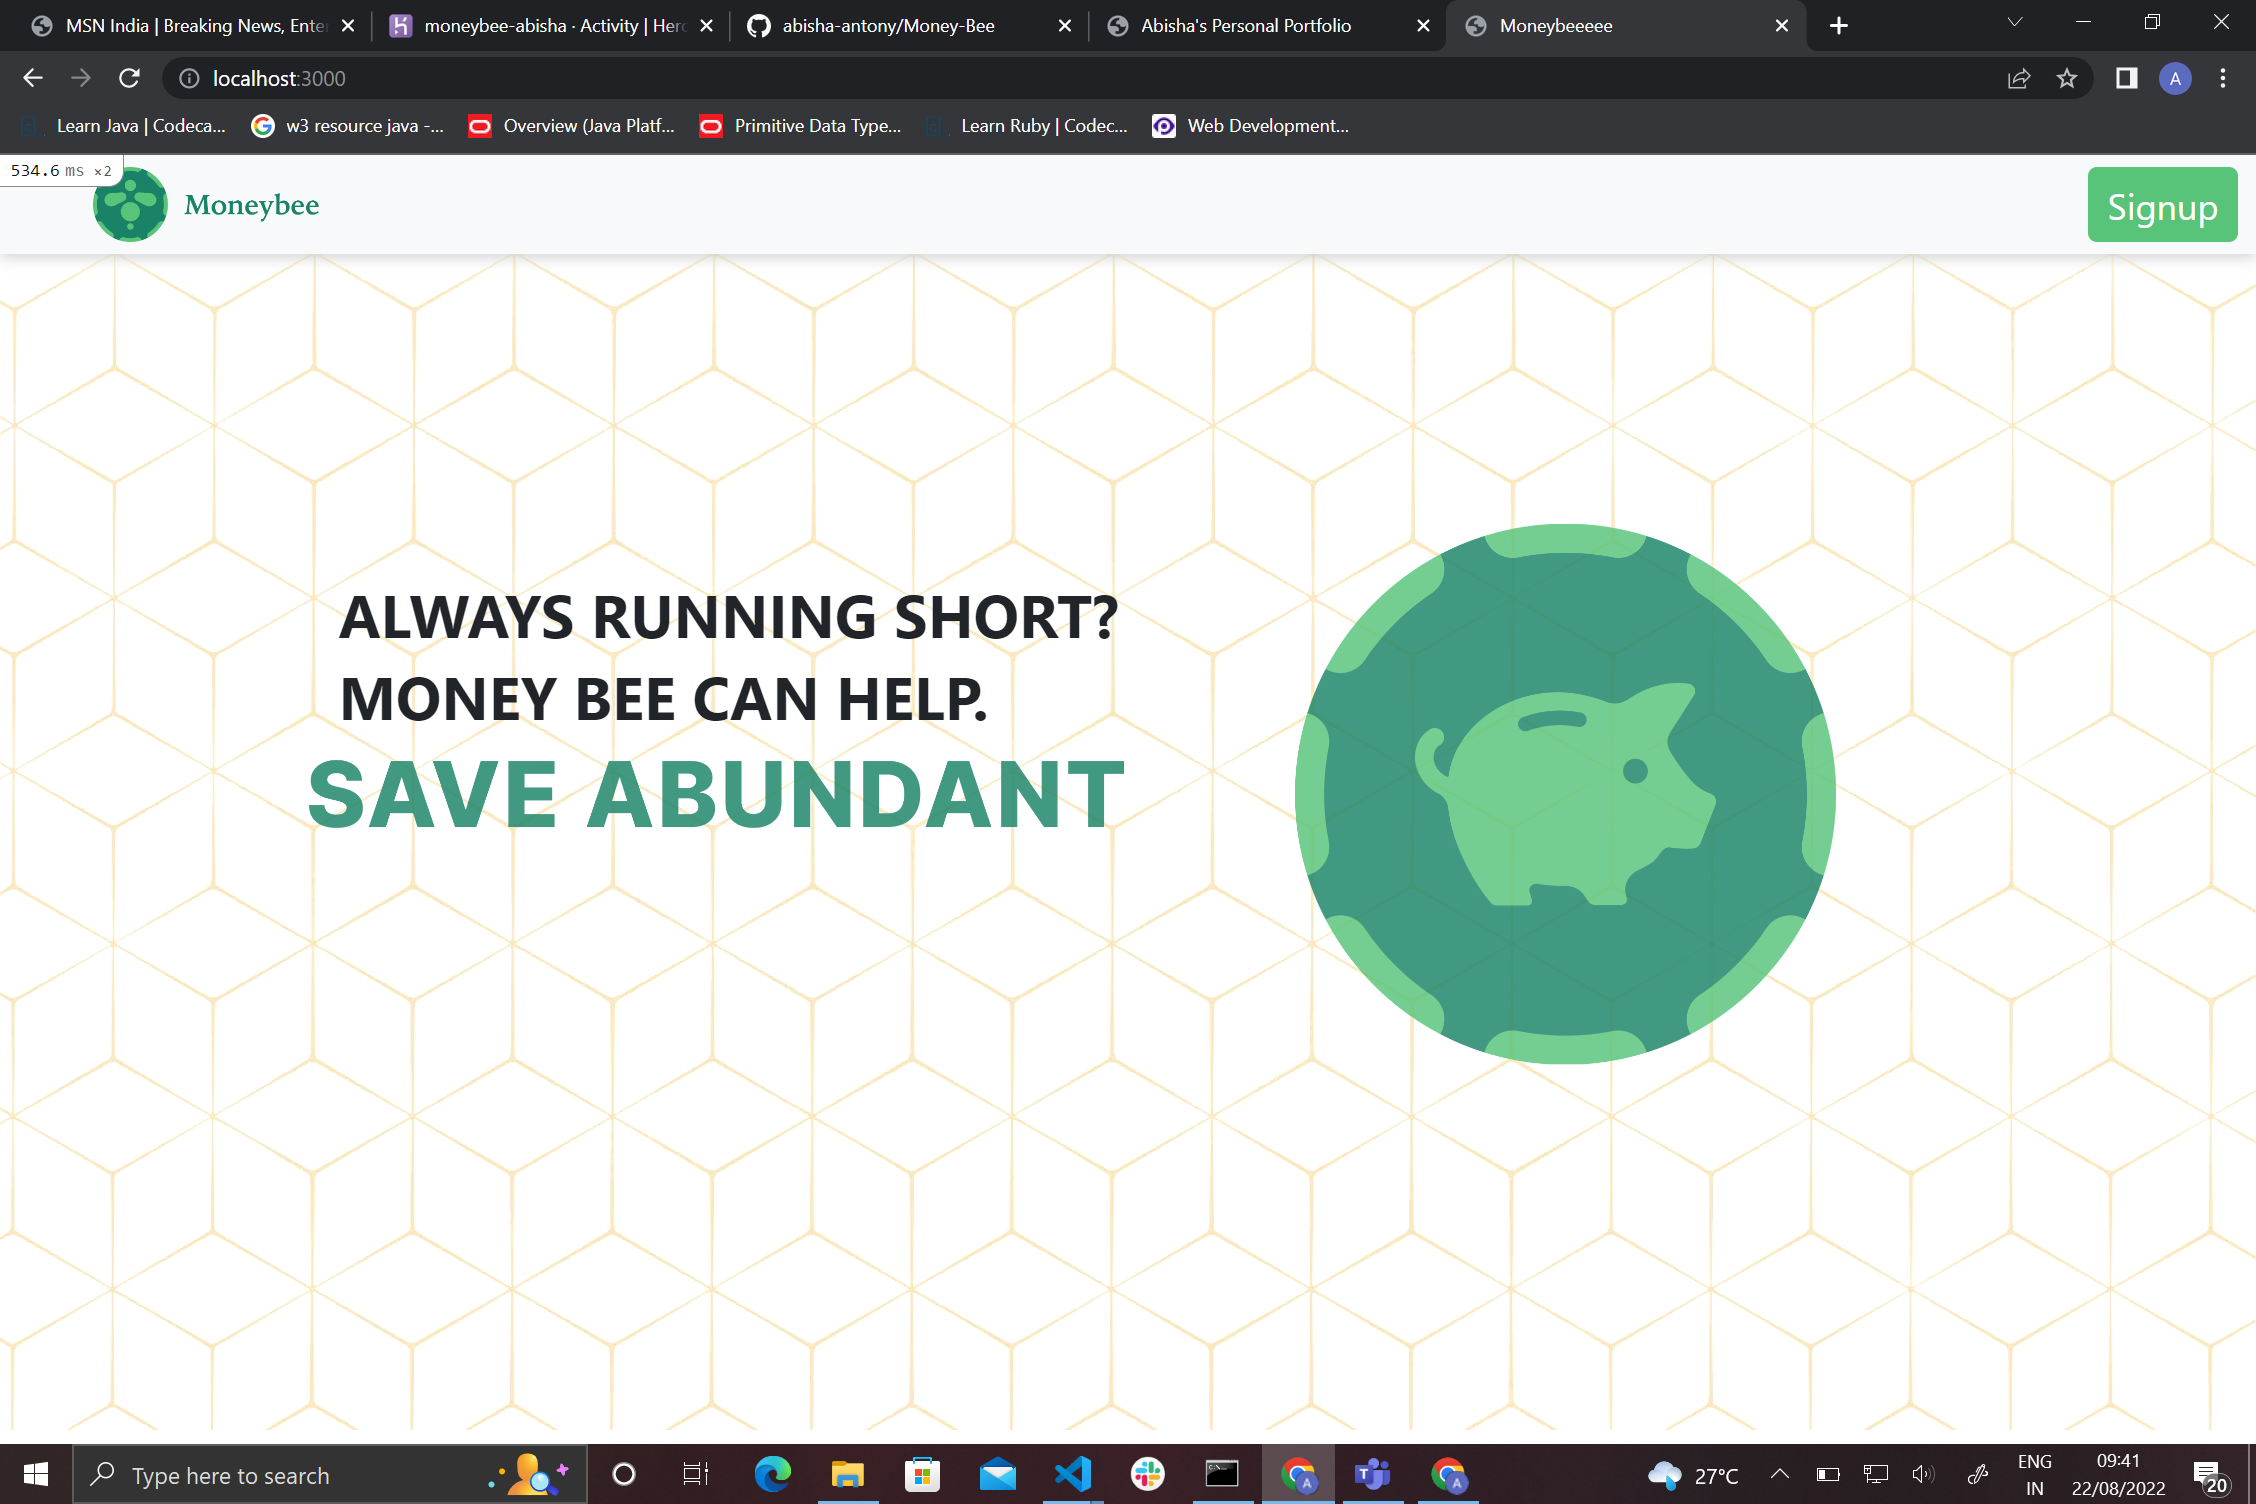 MSN India | Breaking News, Ente
moneybee-abisha · Activity | Hero
abisha-antony/Money-Bee
Abisha's Personal Portfolio
Moneybeeeee
localhost:3000
A
Learn Java | Codeca...
w3 resource java -...
Overview (Java Platf...
Primitive Data Type...
Learn Ruby | Codec...
Web Development...
534.6 ms ×2
Moneybee
Signup
ALWAYS RUNNING SHORT?
MONEY BEE CAN HELP.
SAVE ABUNDANT
Type here to search
27°C
ENG
IN
09:41
22/08/2022
20